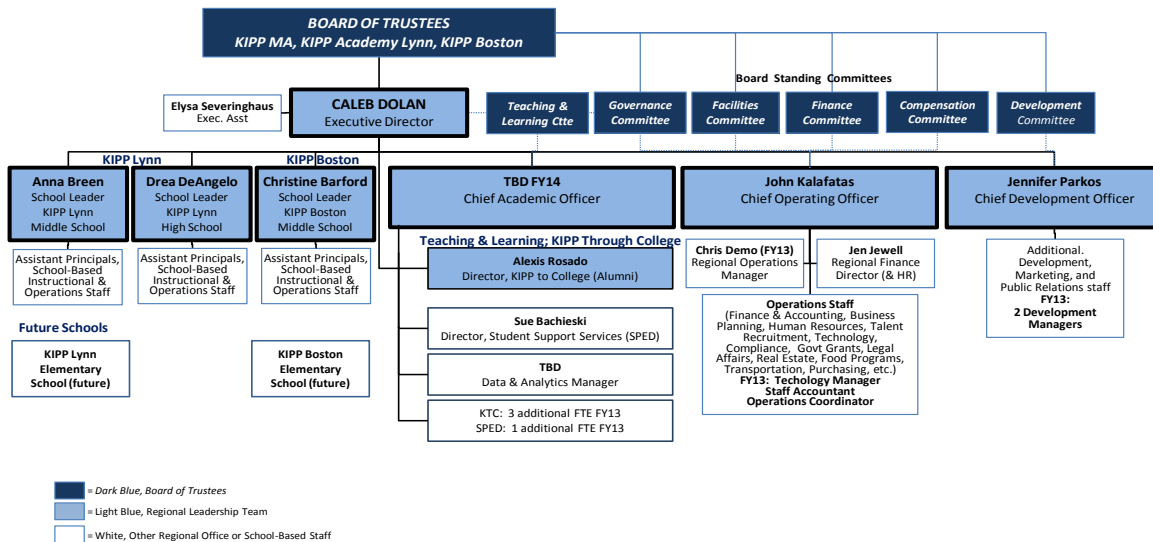 BOARD OF TRUSTEES
KIPP MA, KIPP Academy Lynn, KIPP Boston
Board Standing Committees
Elysa Severinghaus
Exec. Asst
CALEB DOLAN
Executive Director
Teaching &
Learning Ctte
Governance
Committee
Facilities
Committee
Finance
Committee
Compensation
Committee
Development
Committee
KIPP Lynn
KIPP Boston
Anna Breen
School Leader
KIPP Lynn
Middle School
Drea DeAngelo
School Leader
KIPP Lynn
High School
Christine Barford
School Leader
KIPP Boston
Middle School
TBD FY14
Chief Academic Officer
John Kalafatas
Chief Operating Officer
Jennifer Parkos
Chief Development Officer
Assistant Principals,
School-Based
Instructional &
Operations Staff
Assistant Principals,
School-Based
Instructional &
Operations Staff
Assistant Principals,
School-Based
Instructional &
Operations Staff
Teaching & Learning; KIPP Through College
Alexis Rosado
Director, KIPP to College (Alumni)
Sue Bachieski
Director, Student Support Services (SPED)
TBD
Data & Analytics Manager
KTC: 3 additional FTE FY13
SPED: 1 additional FTE FY13
Chris Demo (FY13)
Regional Operations
Manager
Jen Jewell
Regional Finance
Director (& HR)
Operations Staff
(Finance & Accounting, Business
Planning, Human Resources, Talent
Recruitment, Technology,
Compliance, Govt Grants, Legal
Affairs, Real Estate, Food Programs,
Transportation, Purchasing, etc.)
FY13: Techology Manager
Staff Accountant
Operations Coordinator
Additional.
Development,
Marketing, and
Public Relations staff
FY13:
2 Development
Managers
Future Schools
KIPP Lynn
Elementary
School (future)
KIPP Boston
Elementary
School (future)
= Dark Blue, Board of Trustees
= Light Blue, Regional Leadership Team
= White, Other Regional Office or School-Based Staff